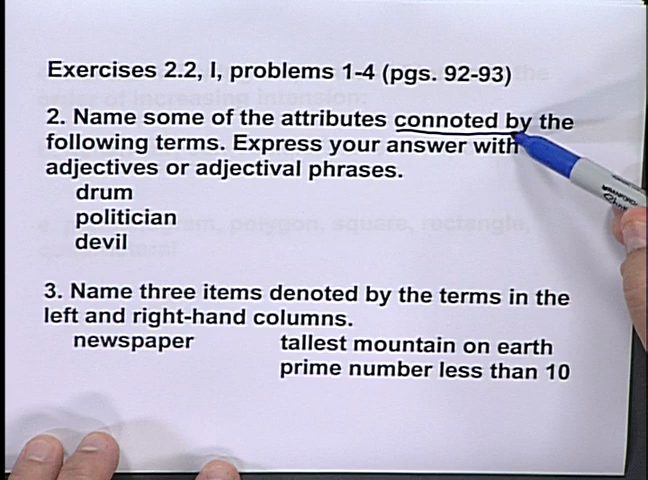 Exercises 2.2, I, problems 1-4 (pgs. 92-93)
2. Name some of the attributes connoted by the
following terms. Express your answer with
adjectives or adjectival phrases.
drum
politician
devil
3. Name three items denoted by the terms in the
left and right-hand columns.
newspaper tallest mountain on earth
prime number less than 10